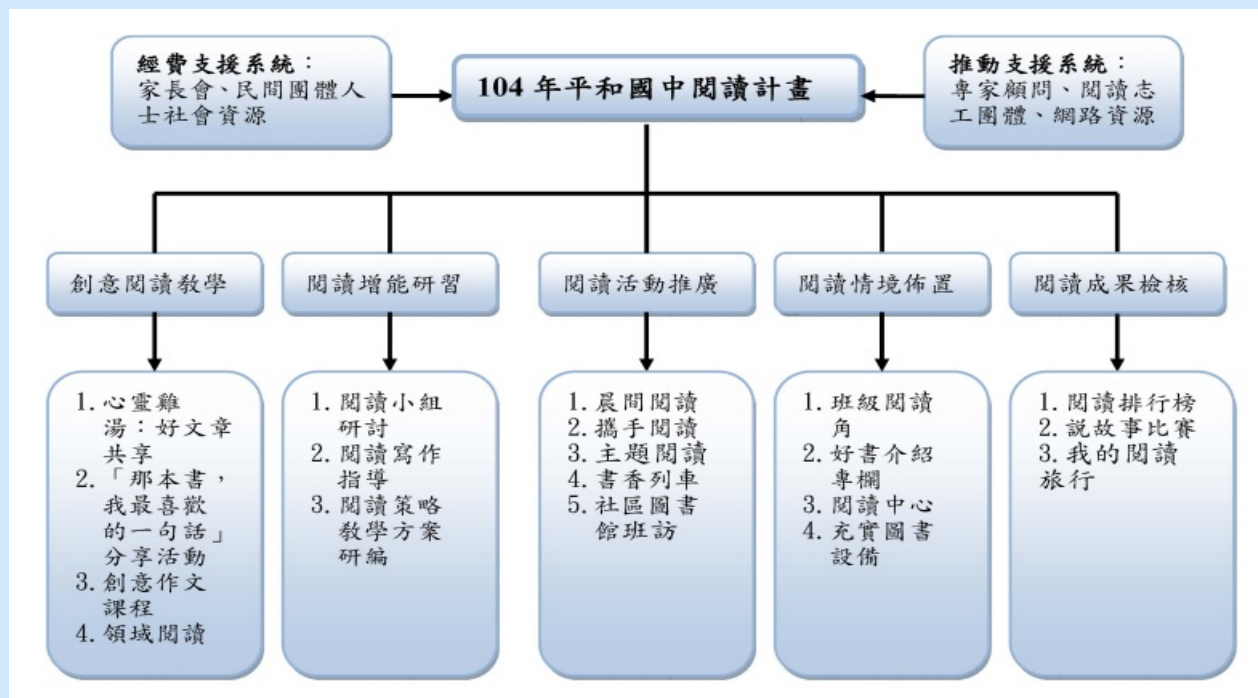 經費支援系統：
家長會、民間團體人
士社會資源
104 年平和國中閱讀計畫
推動支援系統：
專家顧問、閱讀志
工團體、網路資源
創意閱讀教學
閱讀增能研習
閱讀活動推廣
閱讀情境佈置
閱讀成果檢核
1. 心靈雞
湯：好文章
共享
2. 「那本書，
我最喜歡
的一句話」
分享活動
3. 創意作文
課程
4. 領域閱讀
1. 閱讀小組
研討
2. 閱讀寫作
指導
3. 閱讀策略
教學方案
研編
1. 晨間閱讀
2. 攜手閱讀
3. 主題閱讀
4. 書香列車
5. 社區圖書
館班訪
1. 班級閱讀
角
2. 好書介紹
專欄
3. 閱讀中心
4. 充實圖書
設備
1. 閱讀排行榜
2. 說故事比賽
3. 我的閱讀
旅行